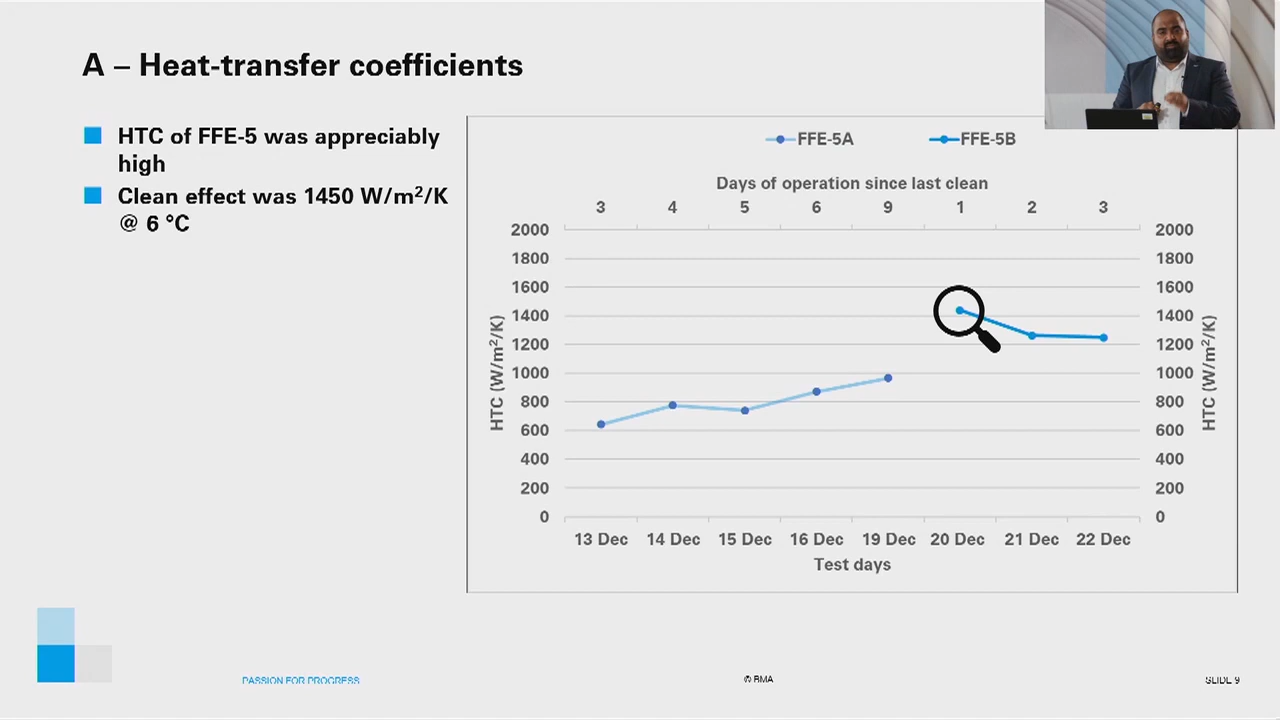 A – Heat-transfer coefficients
HTC of FFE-5 was appreciably
high
Clean effect was 1450 W/m²/K
@ 6 °C
FFE-5A FFE-5B
Days of operation since last clean
3 4 5 6 9 1 2 3
2000 2000
1800 1800
1600 1600
1400 1400
1200 1200
1000 1000
800 800
600 600
400 400
200 200
0 0
HTC (W/m²/K)
HTC (W/m²/K)
13 Dec 14 Dec 15 Dec 16 Dec 19 Dec 20 Dec 21 Dec 22 Dec
Test days
PASSION FOR PROGRESS
© BMA
SLIDE 9